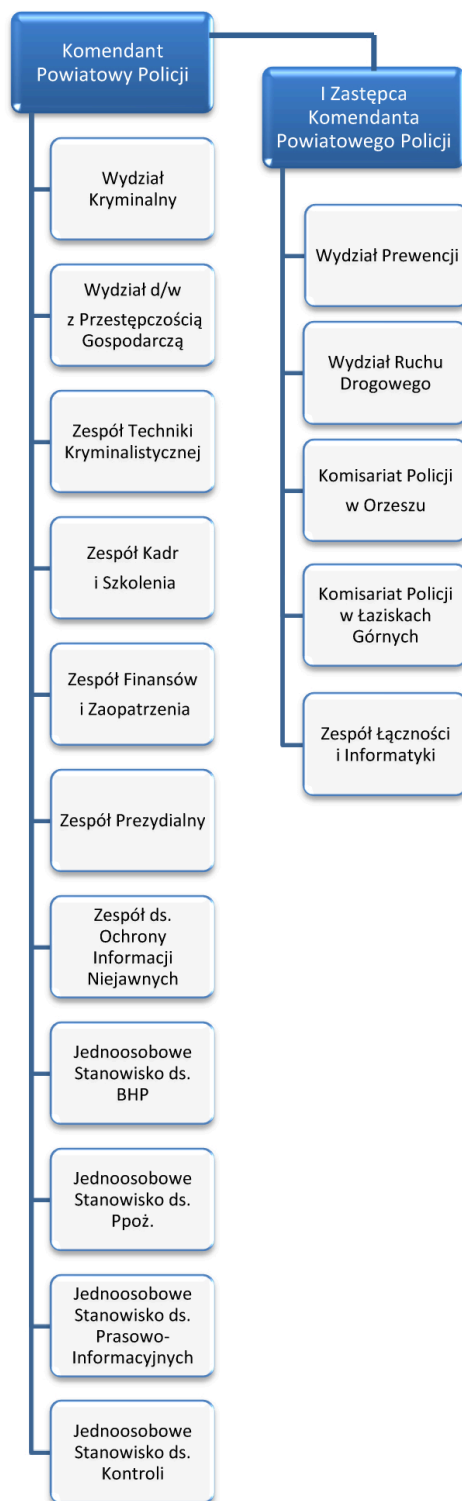 Komendant
Powiatowy Policji
Wydział
Kryminalny
Wydział d/w
z Przestępczością
Gospodarczą
Zespół Techniki
Kryminalistycznej
Zespół Kadr
i Szkolenia
Zespół Finansów
i Zaopatrzenia
Zespół Prezydialny
Zespół ds.
Ochrony
Informacji
Niejawnych
Jednoosobowe
Stanowisko ds.
BHP
Jednoosobowe
Stanowisko ds.
Ppoż.
Jednoosobowe
Stanowisko ds.
Prasowo-
Informacyjnych
Jednoosobowe
Stanowisko ds.
Kontroli
I Zastępca
Komendanta
Powiatowego Policji
Wydział Prewencji
Wydział Ruchu
Drogowego
Komisariat Policji
w Orzeszu
Komisariat Policji
w Łaziskach
Górnych
Zespół Łączności
i Informatyki